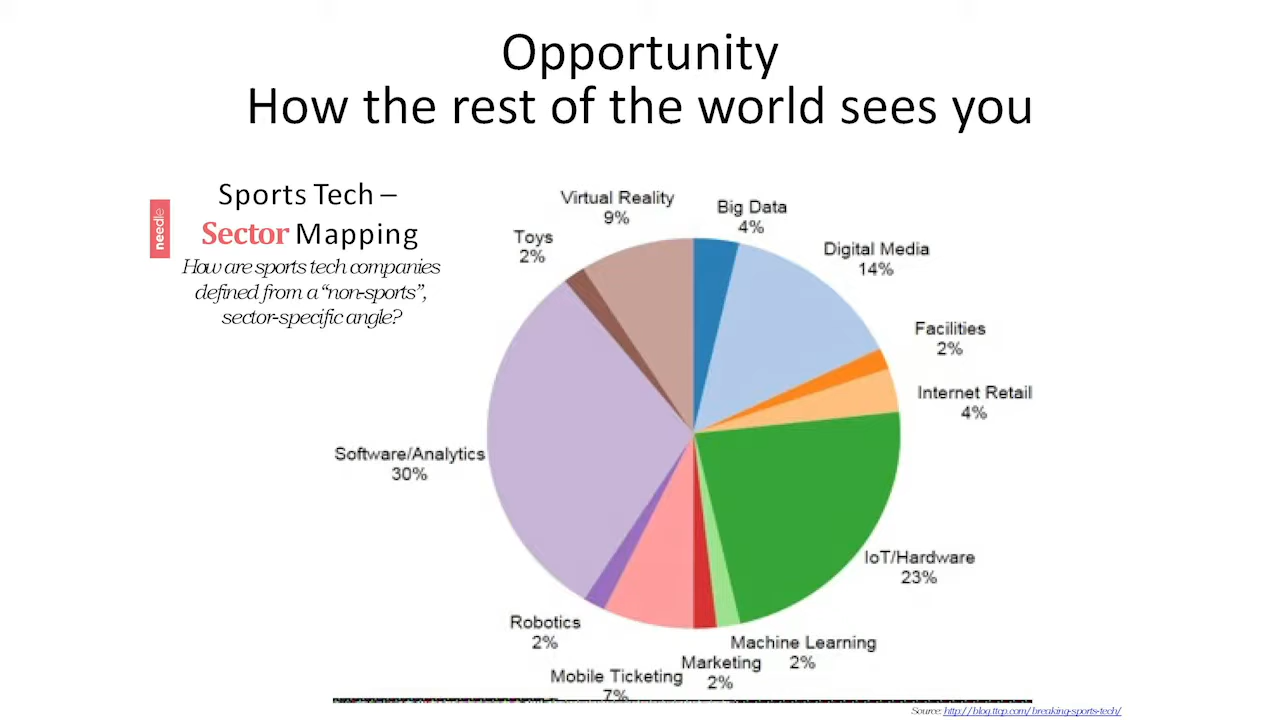 Opportunity
How the rest of the world sees you
needle
Sports Tech –
Sector Mapping
How are sports tech companies
defined from a “non-sports”,
sector-specific angle?
Virtual Reality
9%
Big Data
4%
Toys
2%
Digital Media
14%
Facilities
2%
Internet Retail
4%
Software/Analytics
30%
IoT/Hardware
23%
Robotics
2%
Machine Learning
2%
Marketing
2%
Mobile Ticketing
7%
Source: http://blog.ttcp.com/breaking-sports-tech/